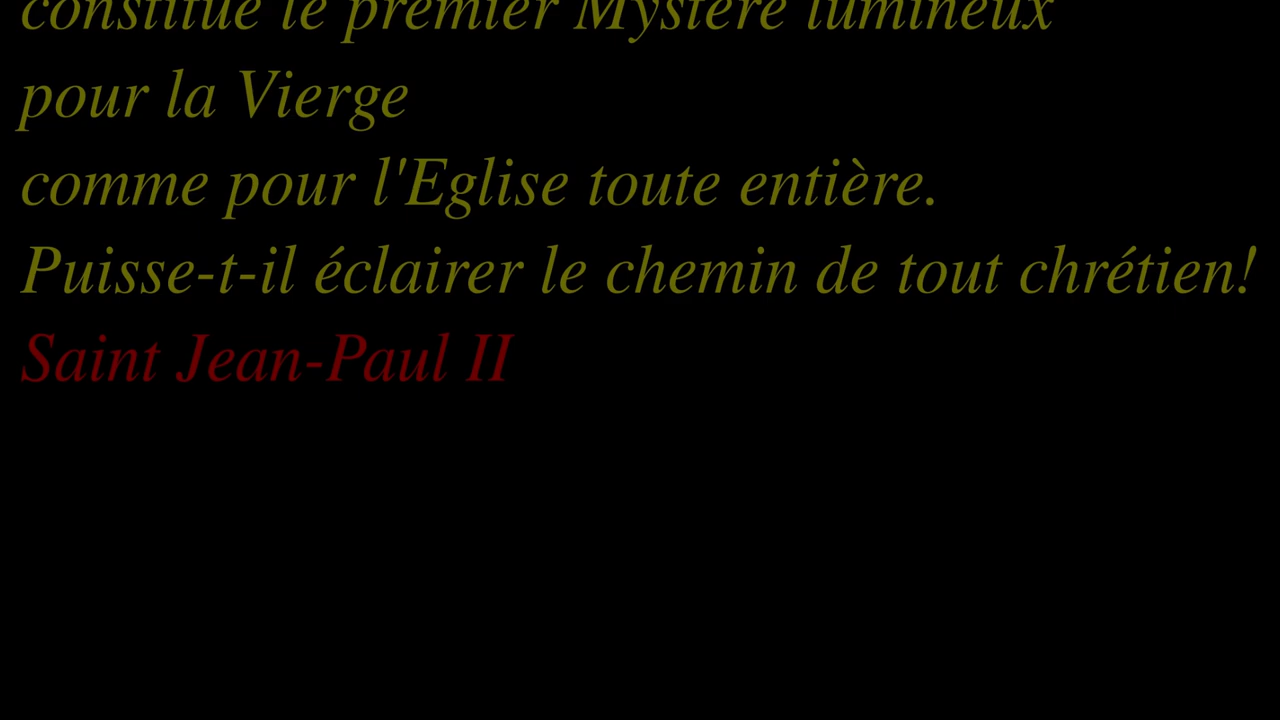 constitue le premier Mystère lumineux
pour la Vierge
comme pour l'Eglise toute entière.
Puisse-t-il éclairer le chemin de tout chrétien!
Saint Jean-Paul II